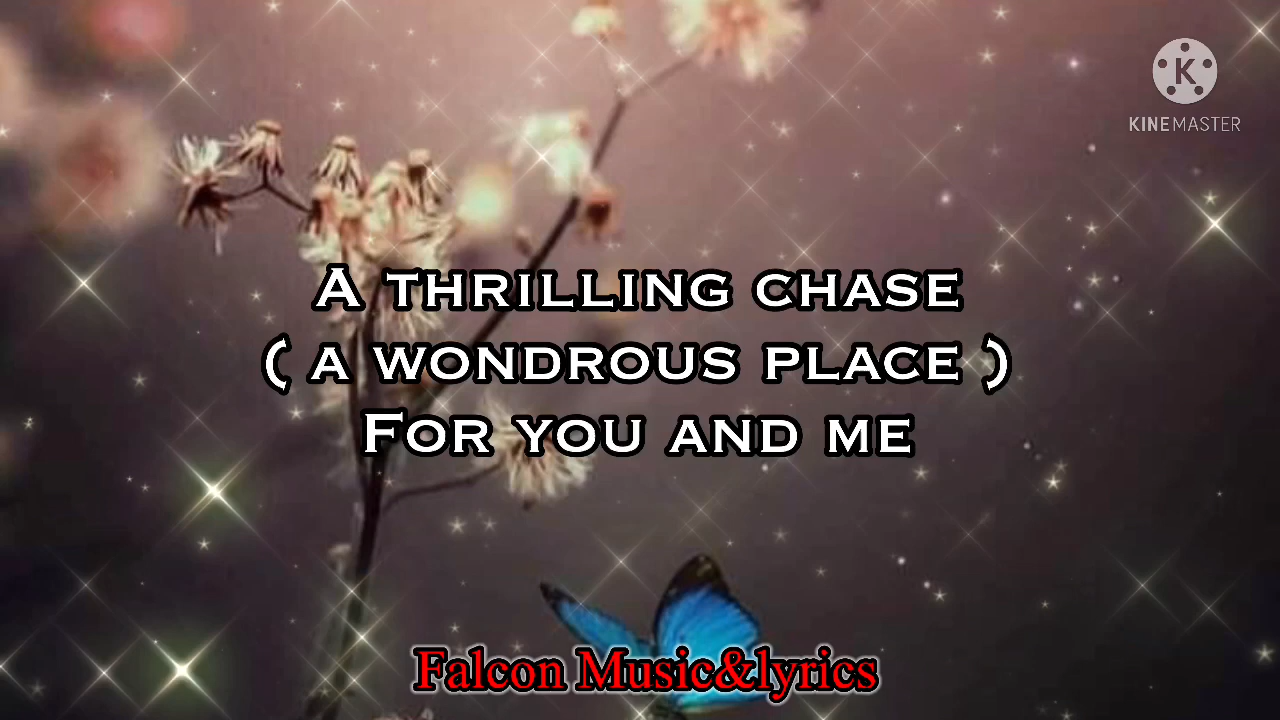 K
KINEMASTER
A THRILLING CHASE
( A WONDROUS PLACE )
FOR YOU AND ME
Falcon Music&lyrics